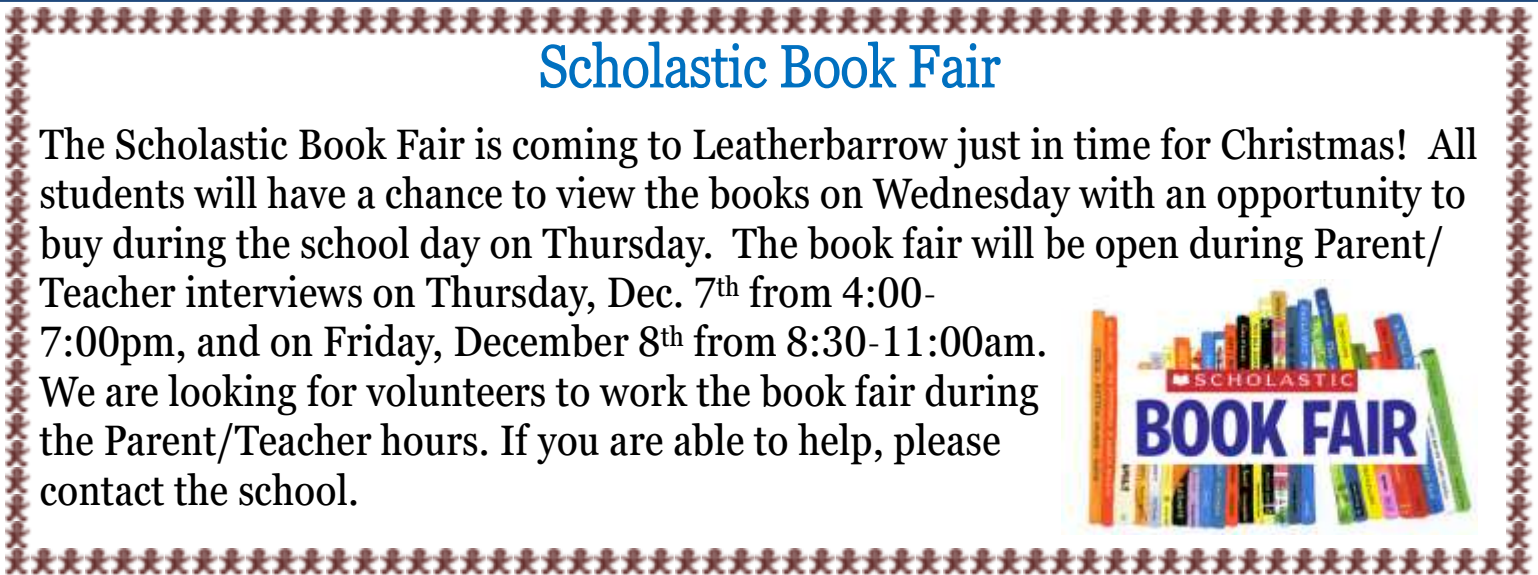 Scholastic Book Fair
The Scholastic Book Fair is coming to Leatherbarrow just in time for Christmas!  All
students will have a chance to view the books on Wednesday with an opportunity to
buy during the school day on Thursday.  The book fair will be open during Parent/
Teacher interviews on Thursday, Dec. 7th from 4:00-
7:00pm, and on Friday, December 8th from 8:30-11:00am.
We are looking for volunteers to work the book fair during
the Parent/Teacher hours. If you are able to help, please
contact the school.
SCHOLASTIC
BOOK FAIR